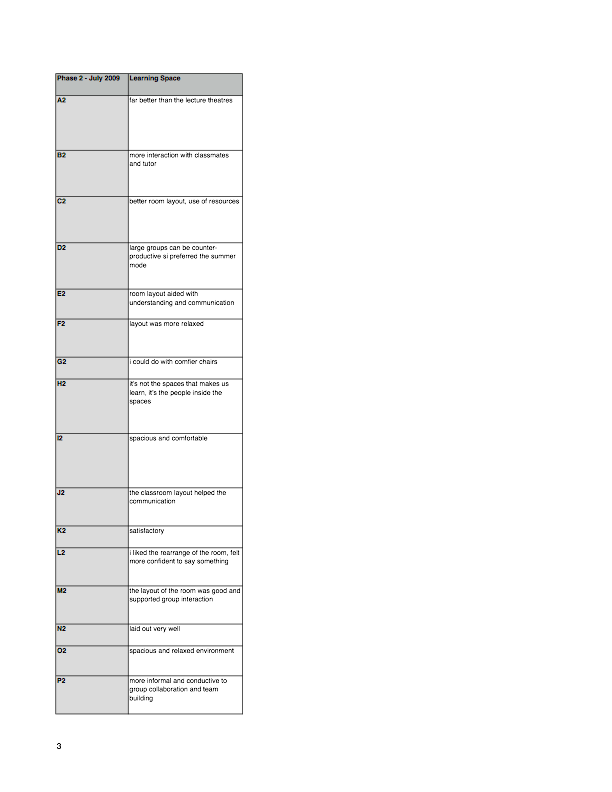 Phase 2 - July 2009 Learning Space
A2 far better than the lecture theatres
B2 more interaction with classmates
and tutor
C2 better room layout, use of resources
D2 large groups can be counter-
productive si preferred the summer
mode
E2 room layout aided with
understanding and communication
F2 layout was more relaxed
G2 i could do with comfier chairs
H2 it's not the spaces that makes us
learn, it's the people inside the
spaces
I2 spacious and comfortable
J2 the classroom layout helped the
communication
K2 satisfactory
L2 i liked the rearrange of the room, felt
more confident to say something
M2 the layout of the room was good and
supported group interaction
N2 laid out very well
O2 spacious and relaxed environment
P2 more informal and conductive to
group collaboration and team
building
3